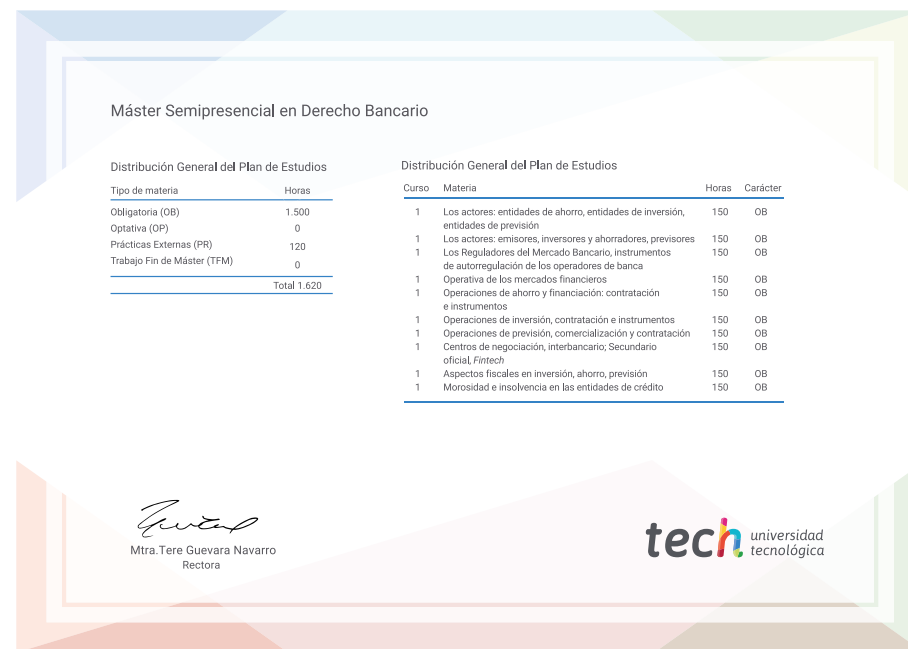 Máster Semipresencial en Derecho Bancario
Distribución General del Plan de Estudios
Tipo de materia Horas
Obligatoria (OB) 1.500
Optativa (OP) 0
Prácticas Externas (PR) 120
Trabajo Fin de Máster (TFM) 0
Total 1.620
Distribución General del Plan de Estudios
Curso Materia Horas Carácter
1 Los actores: entidades de ahorro, entidades de inversión, 150 OB
entidades de previsión
1 Los actores: emisores, inversores y ahorradores, previsores 150 OB
1 Los Reguladores del Mercado Bancario, instrumentos 150 OB
de autorregulación de los operadores de banca
1 Operativa de los mercados financieros 150 OB
1 Operaciones de ahorro y financiación: contratación 150 OB
e instrumentos
1 Operaciones de inversión, contratación e instrumentos 150 OB
1 Operaciones de previsión, comercialización y contratación 150 OB
1 Centros de negociación, interbancario; Secundario 150 OB
oficial, Fintech
1 Aspectos fiscales en inversión, ahorro, previsión 150 OB
1 Morosidad e insolvencia en las entidades de crédito 150 OB
Mtra.Tere Guevara Navarro
Rectora
tech universidad
tecnológica